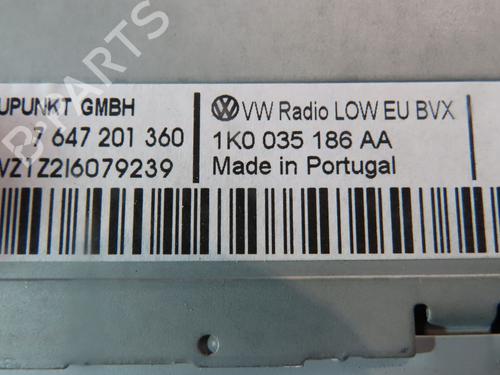 UPUNKT GMBH
7 647 201 360
VZ1Z2I6079239
VW Radio LOW EU BVX
1K0 035 186 AA
Made in Portugal
B-PARTS